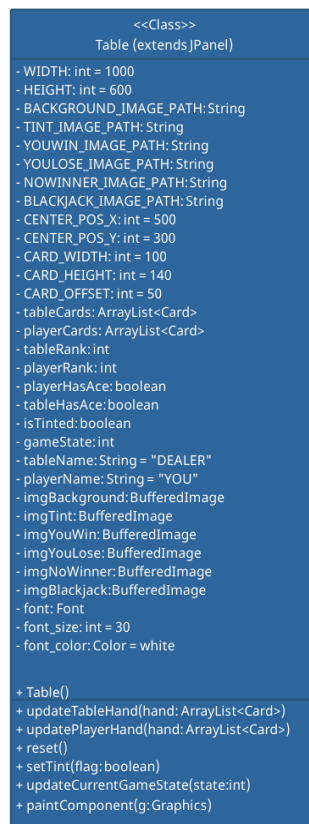 <<Class>>
Table (extends JPanel)
- WIDTH: int = 1000
- HEIGHT: int = 600
- BACKGROUND_IMAGE_PATH: String
- TINT_IMAGE_PATH: String
- YOUWIN_IMAGE_PATH: String
- YOULOSE_IMAGE_PATH: String
- NOWINNER_IMAGE_PATH: String
- BLACKJACK_IMAGE_PATH: String
- CENTER_POS_X: int = 500
- CENTER_POS_Y: int = 300
- CARD_WIDTH: int = 100
- CARD_HEIGHT: int = 140
- CARD_OFFSET: int = 50
- tableCards: ArrayList<Card>
- playerCards: ArrayList<Card>
- tableRank: int
- playerRank: int
- playerHasAce: boolean
- tableHasAce: boolean
- isTinted: boolean
- gameState: int
- tableName: String = "DEALER"
- playerName: String = "YOU"
- imgBackground: BufferedImage
- imgTint: BufferedImage
- imgYouWin: BufferedImage
- imgYouLose: BufferedImage
- imgNoWinner: BufferedImage
- imgBlackjack: BufferedImage
- font: Font
- font_size: int = 30
- font_color: Color = white
+ Table()
+ updateTableHand(hand: ArrayList<Card>)
+ updatePlayerHand(hand: ArrayList<Card>)
+ reset()
+ setTint(flag: boolean)
+ updateCurrentGameState(state:int)
+ paintComponent(g: Graphics)